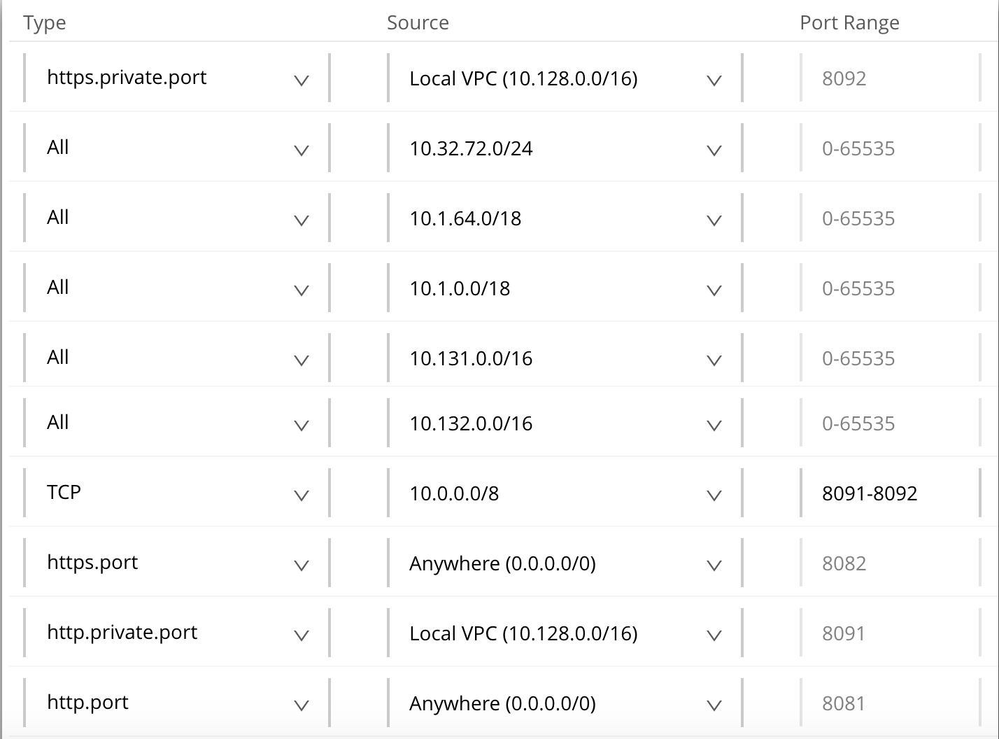 Type Source Port Range
https.private.port Local VPC (10.128.0.0/16) 8092
All 10.32.72.0/24 0-65535
All 10.1.64.0/18 0-65535
All 10.1.0.0/18 0-65535
All 10.131.0.0/16 0-65535
All 10.132.0.0/16 0-65535
TCP 10.0.0.0/8 8091-8092
https.port Anywhere (0.0.0.0/0) 8082
http.private.port Local VPC (10.128.0.0/16) 8091
http.port Anywhere (0.0.0.0/0) 8081